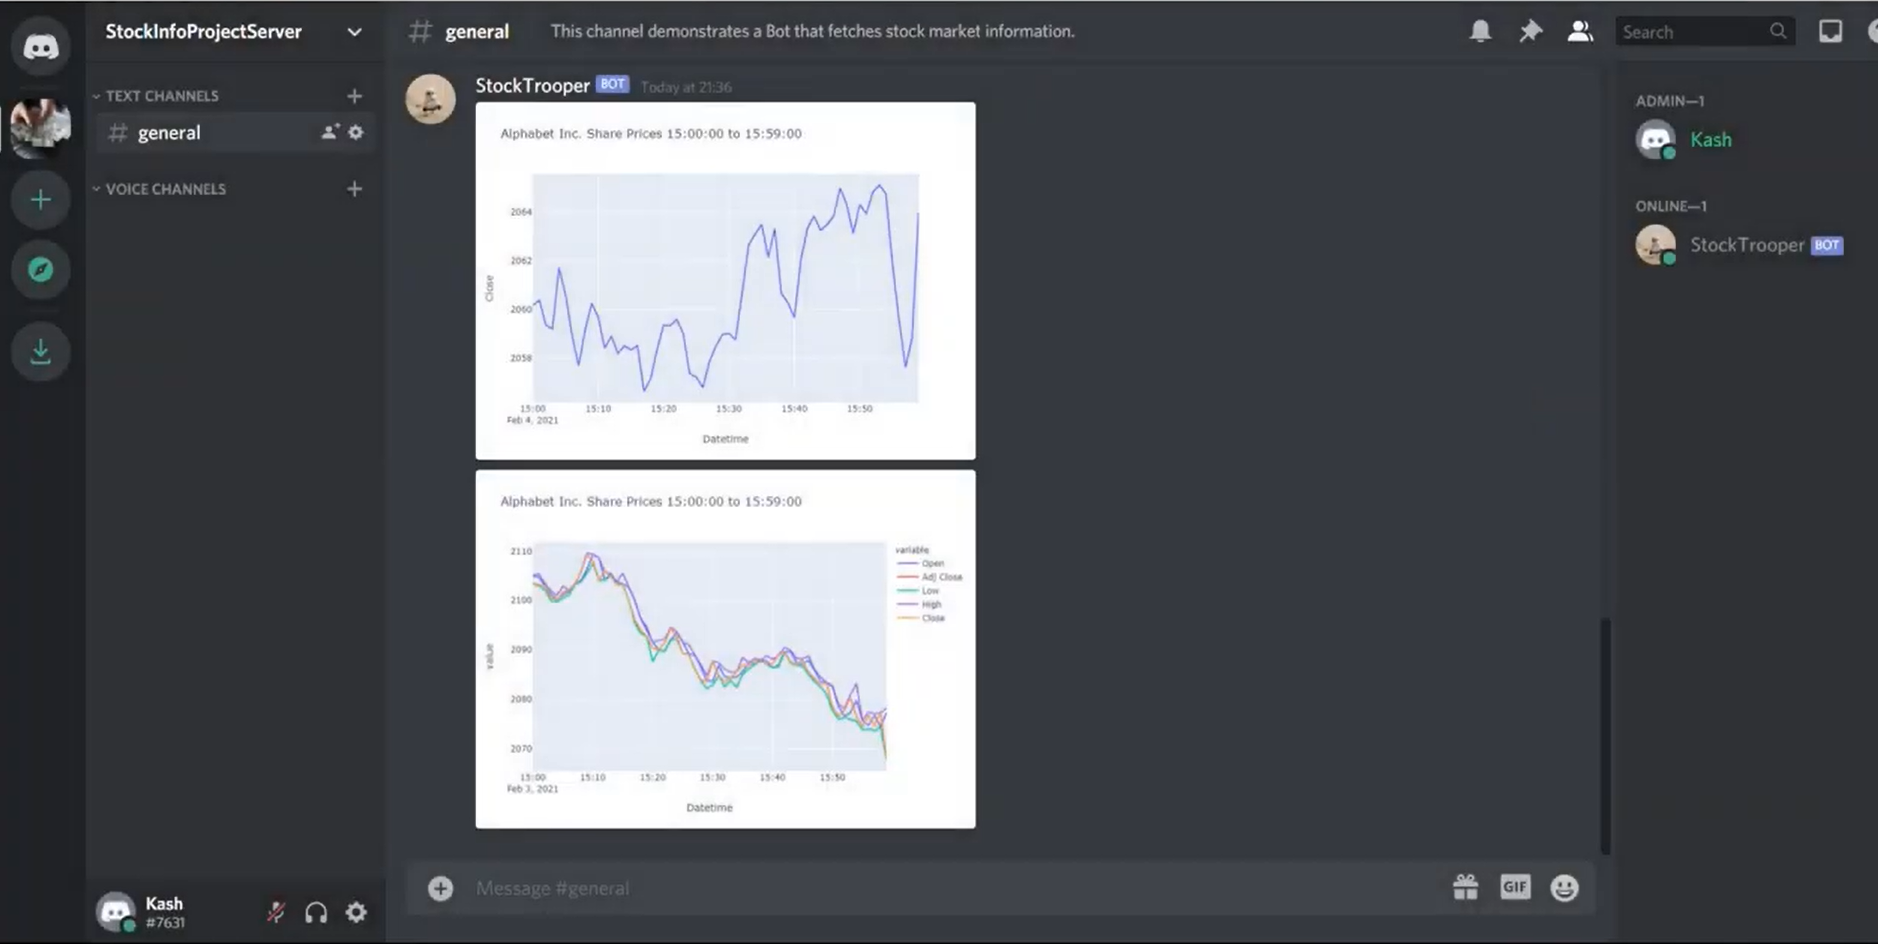 StockInfoProjectServer
# general
This channel demonstrates a Bot that fetches stock market information.
Search
TEXT CHANNELS
# general
VOICE CHANNELS
StockTrooper BOT Today at 21:36
Alphabet Inc. Share Prices 15:00:00 to 15:59:00
2064
2062
2060
2058
Close
15:00 15:10 15:20 15:30 15:40 15:50
Feb 4, 2021
Datetime
Alphabet Inc. Share Prices 15:00:00 to 15:59:00
2110
2100
2090
2080
2070
value
variable
Open
Adj Close
Low
High
Close
15:00 15:10 15:20 15:30 15:40 15:50
Feb 3, 2021
Datetime
ADMIN—1
Kash
ONLINE—1
StockTrooper BOT
Kash
#7631
Message #general
GIF